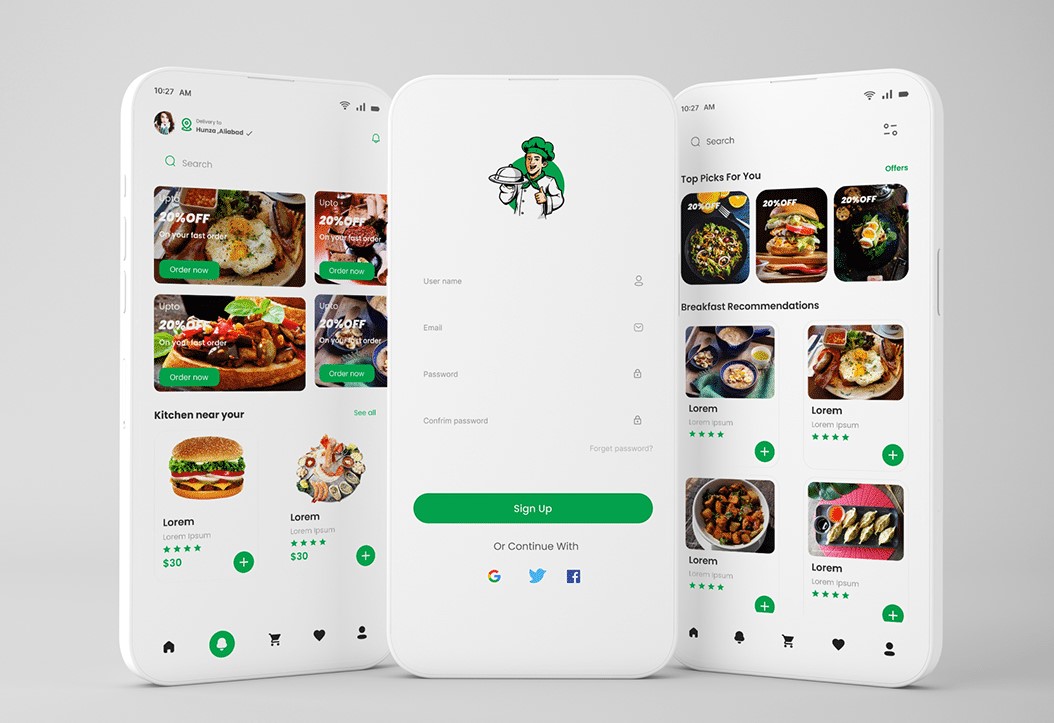 10:27 AM
Delivery to
Hunza ,Aliabad
Search
Upto
20%OFF
On your fast order
Order now
Upto
20%OFF
On your fast order
Order now
Upto
20%OFF
On your fast order
Order now
Upto
20%OFF
On your fast order
Order now
Kitchen near your
See all
Lorem
Lorem Ipsum
$30
Lorem
Lorem Ipsum
$30
User name
Email
Password
Confrim password
Forget password?
Sign Up
Or Continue With
10:27 AM
Search
Top Picks For You
Offers
20%OFF
20%OFF
20%OFF
Breakfast Recommendations
Lorem
Lorem Ipsum
Lorem
Lorem Ipsum
Lorem
Lorem Ipsum
Lorem
Lorem Ipsum